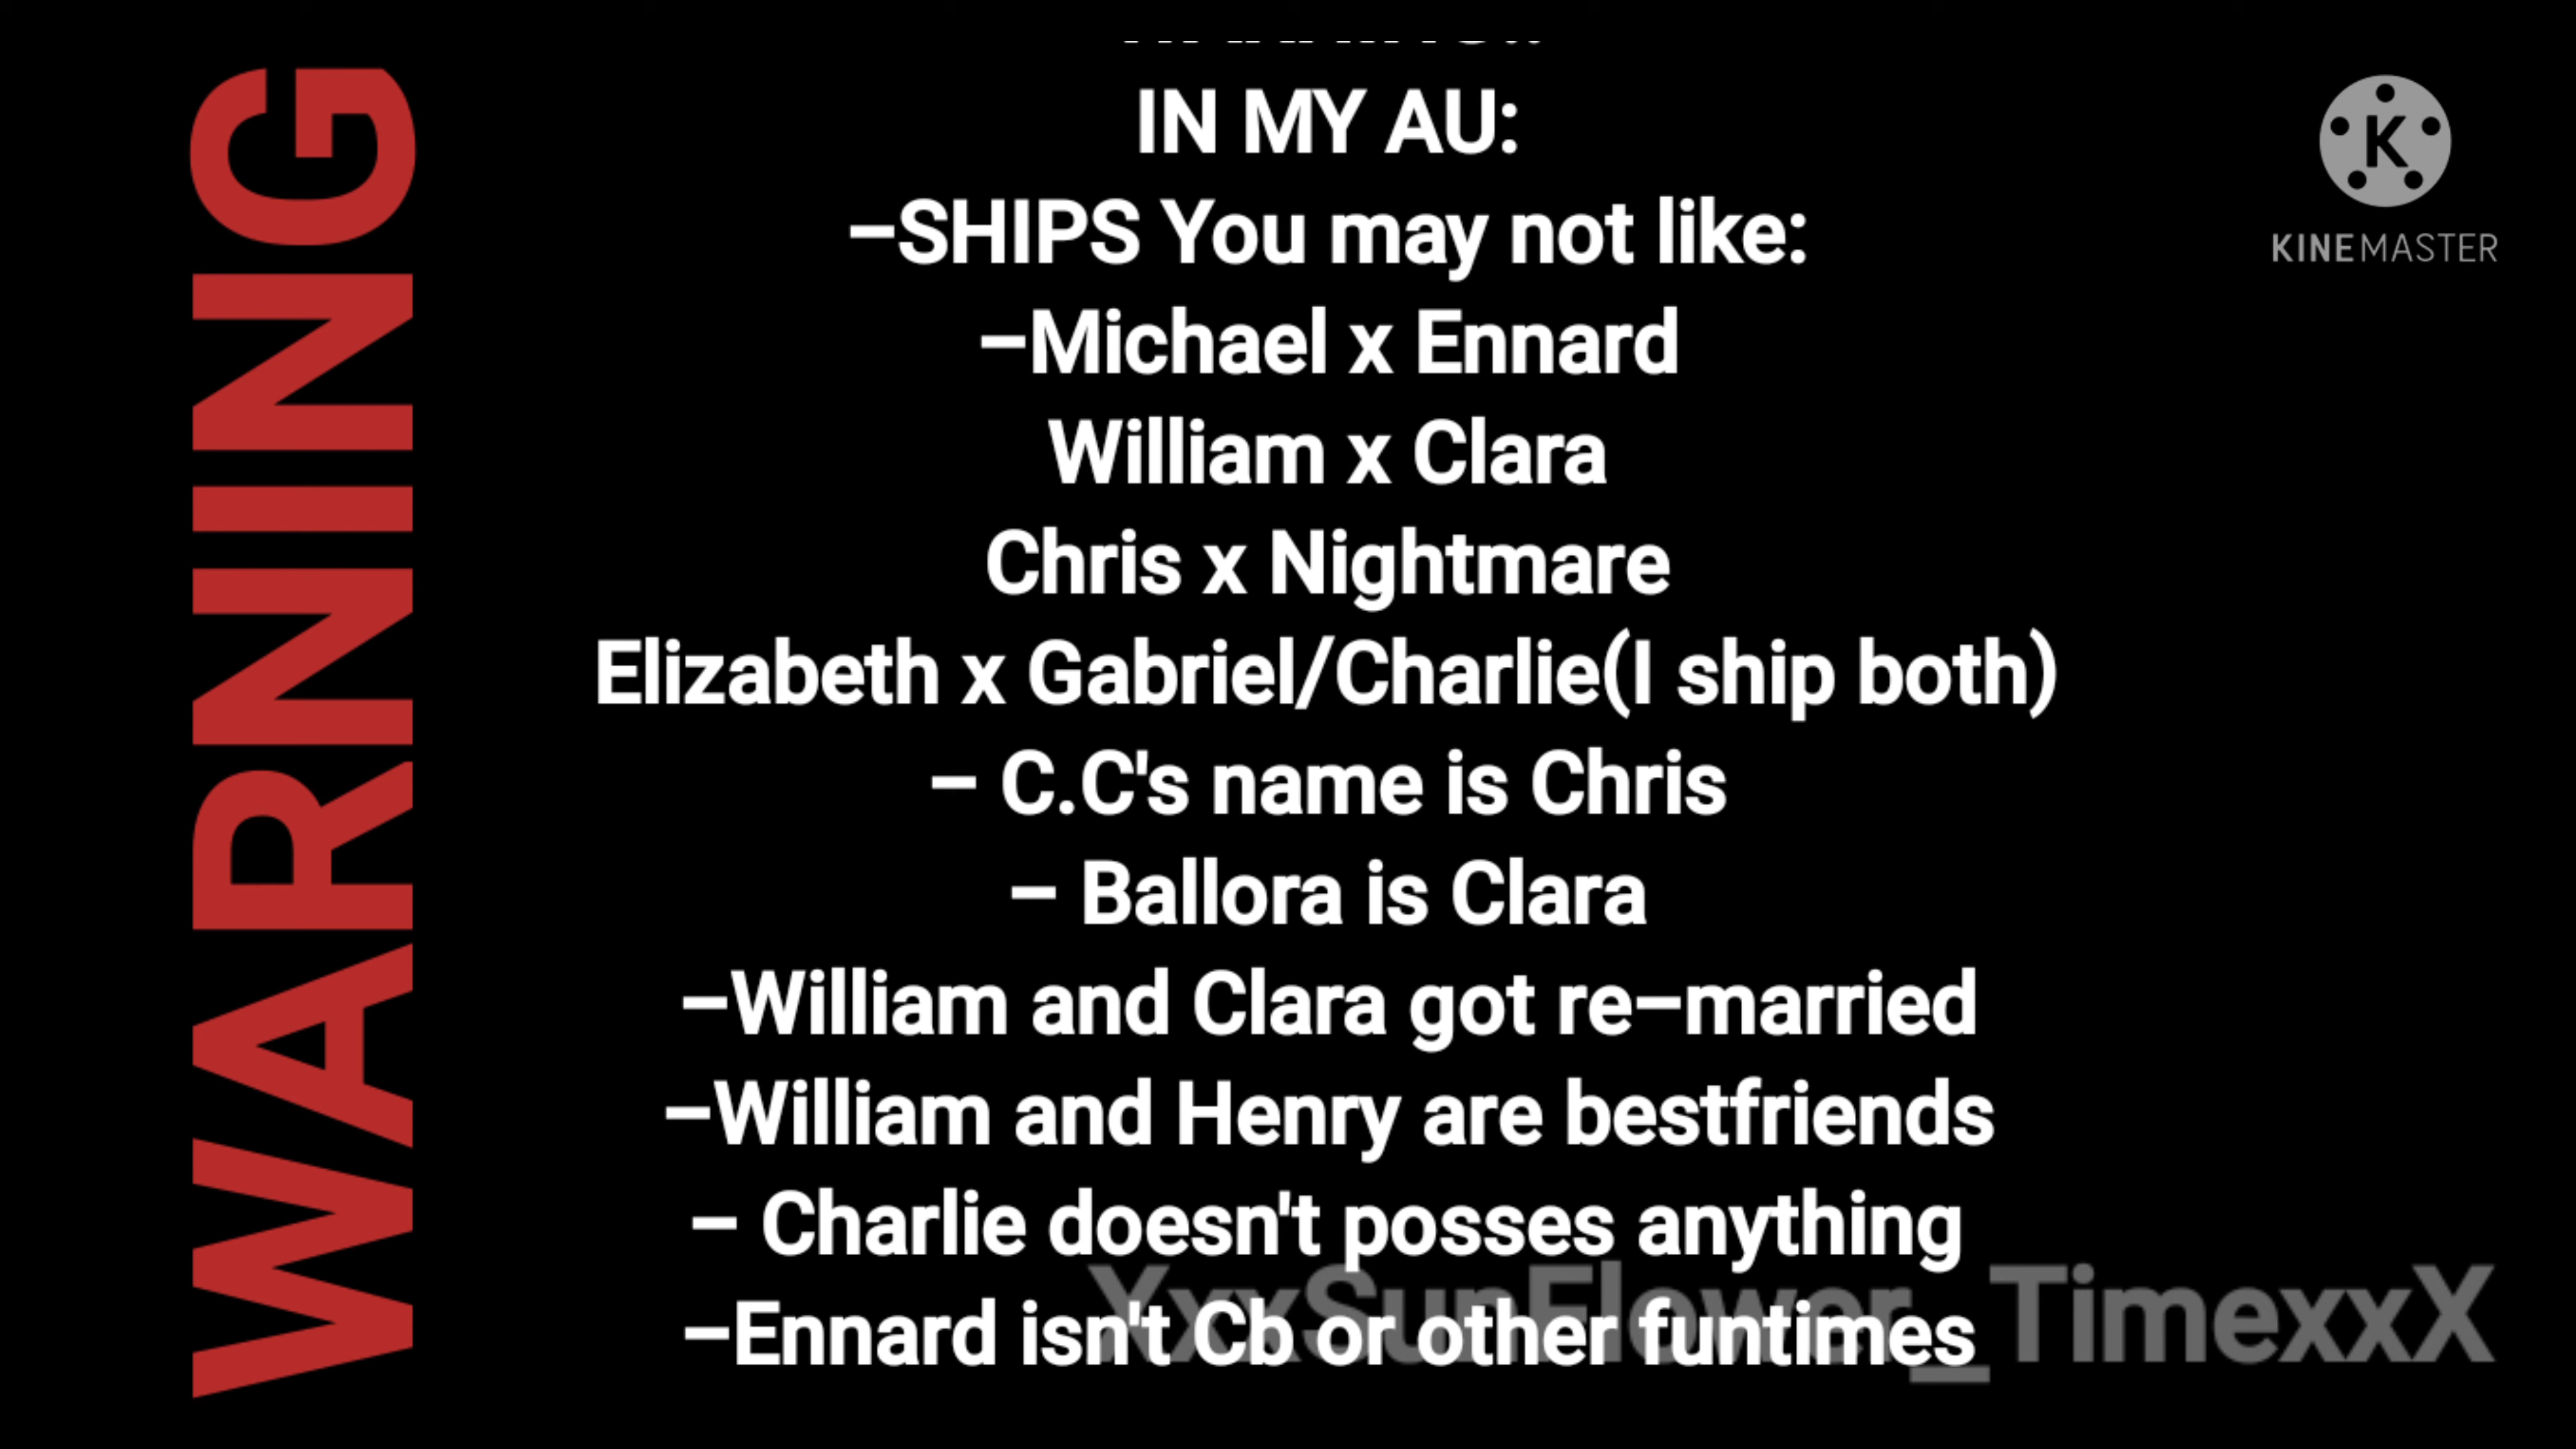 WARNING
IN MY AU:
–SHIPS You may not like:
–Michael x Ennard
William x Clara
Chris x Nightmare
Elizabeth x Gabriel/Charlie(I ship both)
– C.C's name is Chris
– Ballora is Clara
–William and Clara got re–married
–William and Henry are bestfriends
– Charlie doesn't posses anything
–Ennard isn't Cb or other funtimes
XxxSunFlower_TimexxX
K
KINEMASTER